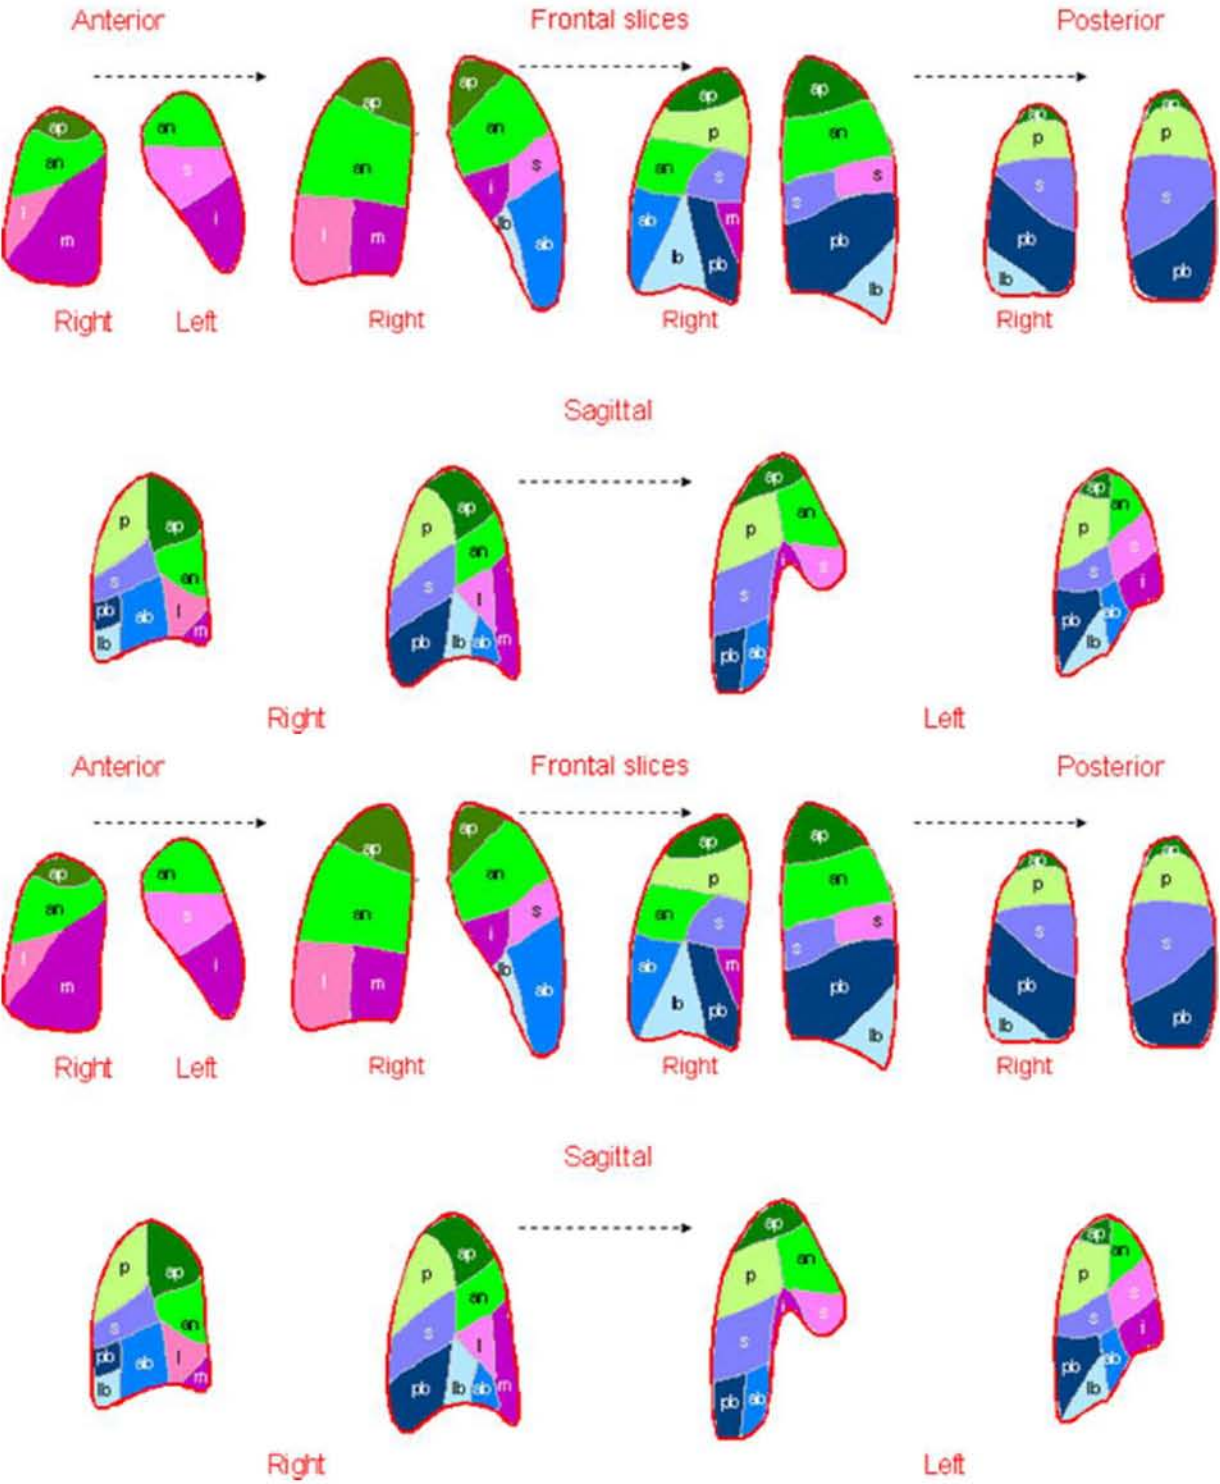 Anterior Frontal slices Posterior
ap an l m
an s i
ap an l m
ap an s i lb ab
ap p an s ab lb pb m
ap an s s pb lb
ap p s pb lb
ap p s pb
Right Left Right Right Right
Sagittal
p ap s an pb ab l lb m
p ap an s l pb lb ab m
ap p an i s s pb ab
ap an p s s i pb ab lb
Right Left
Anterior Frontal slices Posterior
ap an l m
an s i
ap an l m
ap an s i lb ab
ap p an s ab lb pb m
ap an s s pb lb
ap p s pb lb
ap p s pb
Right Left Right Right Right
Sagittal
p ap s an pb ab l lb m
p ap an s l pb lb ab m
ap p an i s s pb ab
ap an p s s i pb ab lb
Right Left